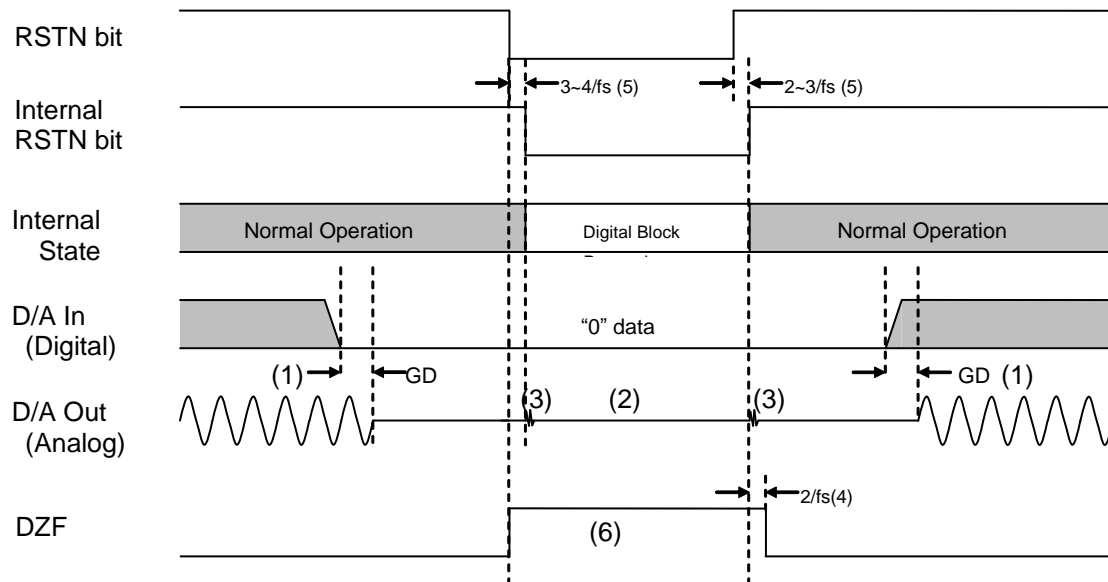 RSTN bit
3~4/fs (5)
2~3/fs (5)
Internal
RSTN bit
Internal
State
Normal Operation
Digital Block
Normal Operation
D/A In
(Digital)
“0” data
(1)
GD
GD
(1)
D/A Out
(Analog)
(3)
(2)
(3)
2/fs(4)
DZF
(6)